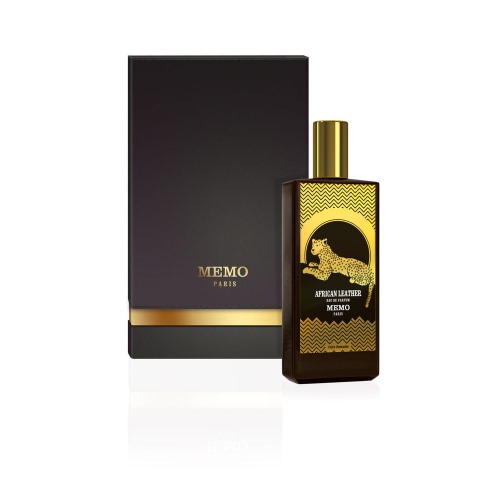 MEMO
PARIS
AFRICAN LEATHER
EAU DE PARFUM
MEMO
PARIS